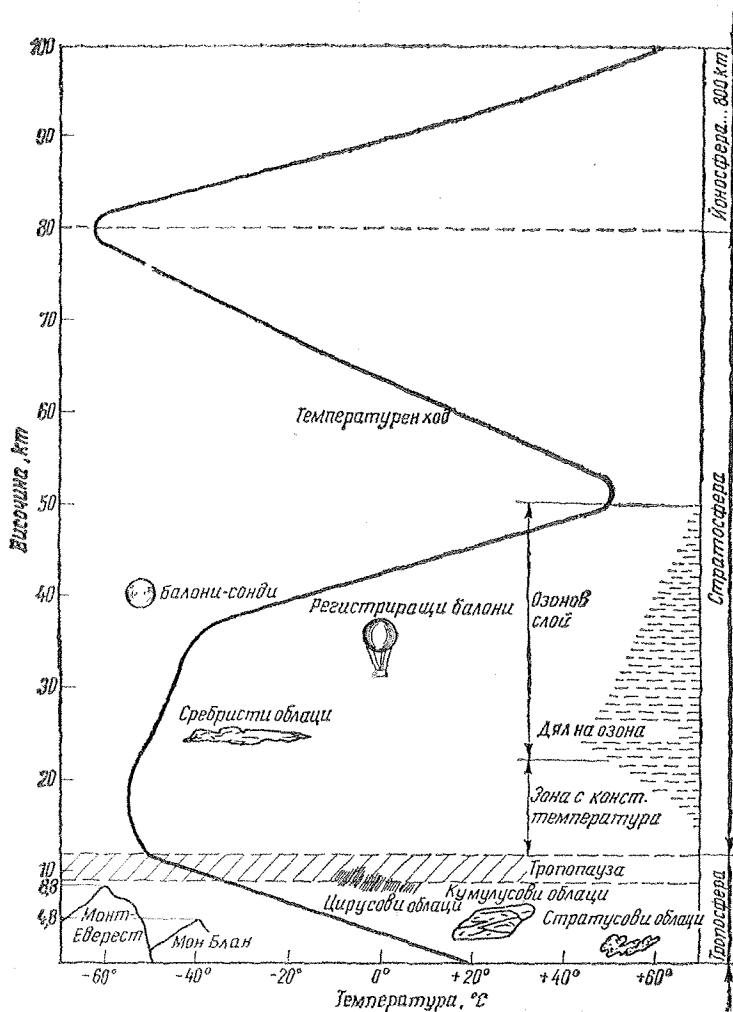 100
90
80
70
60
50
40
30
20
10
8,8
4,8
Височина, km
Температурен ход
Балони-сонди
Регистриращи балони
Озонов
слой
Сребристи облаци
Дял на озона
Зона с конст.
температура
Тропопауза
Цирусови облаци
Кумулусови облаци
Стратусови облаци
Монт-
Еверест
Мон Блан
Йоносфера... 800 km
Стратосфера
Тропосфера
-60° -40° -20° 0° +20° +40° +60°
Температура, °C